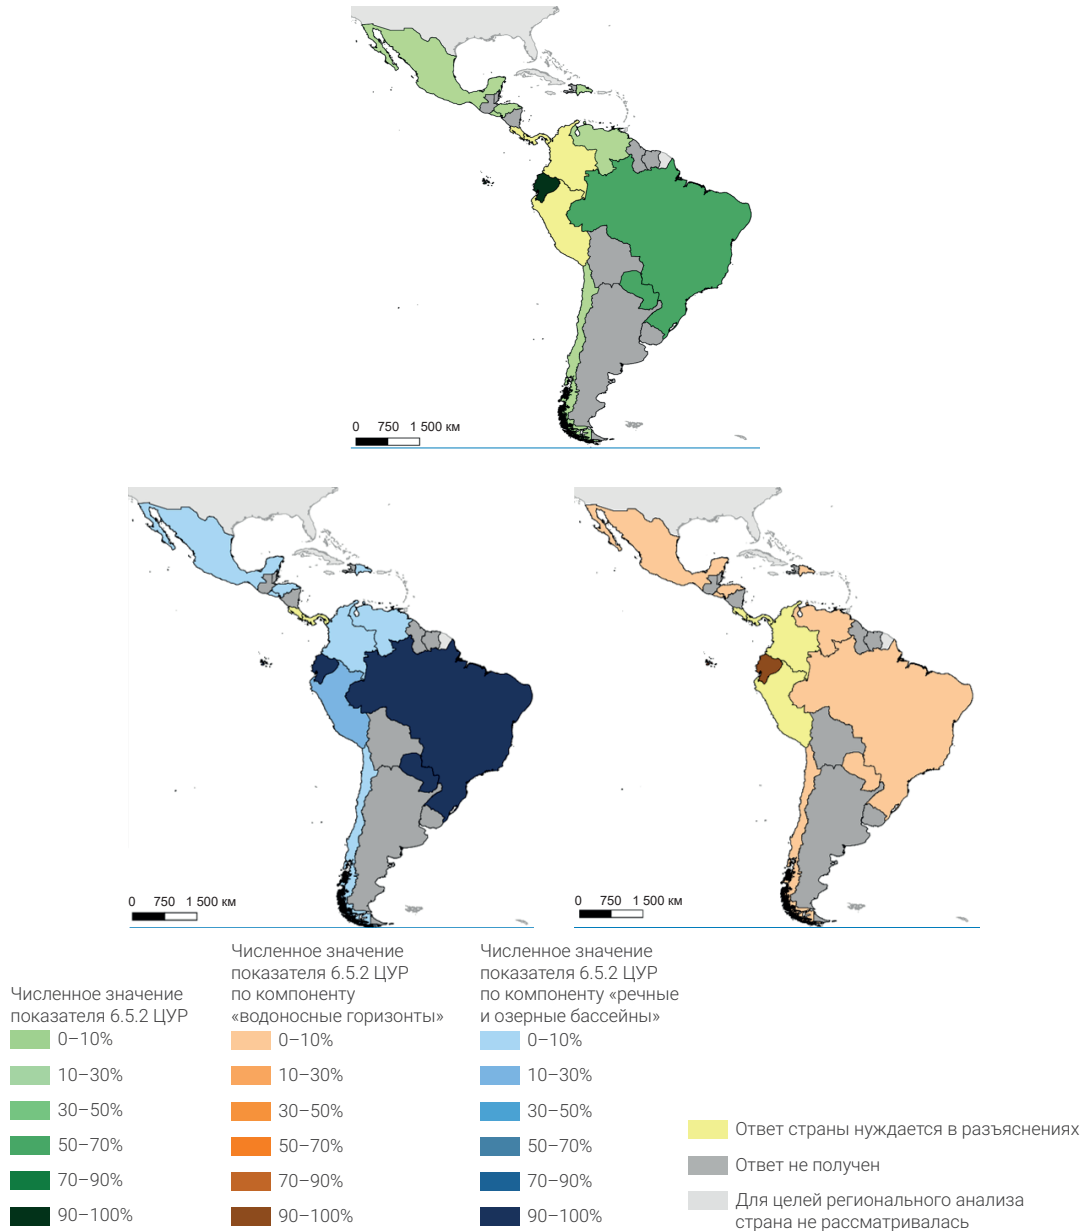 0 750 1 500 км
0 750 1 500 км
0 750 1 500 км
Численное значение
показателя 6.5.2 ЦУР
0–10%
10–30%
30–50%
50–70%
70–90%
90–100%
Численное значение
показателя 6.5.2 ЦУР
по компоненту
«водоносные горизонты»
0–10%
10–30%
30–50%
50–70%
70–90%
90–100%
Численное значение
показателя 6.5.2 ЦУР
по компоненту «речные
и озерные бассейны»
0–10%
10–30%
30–50%
50–70%
70–90%
90–100%
Ответ страны нуждается в разъяснениях
Ответ не получен
Для целей регионального анализа
страна не рассматривалась